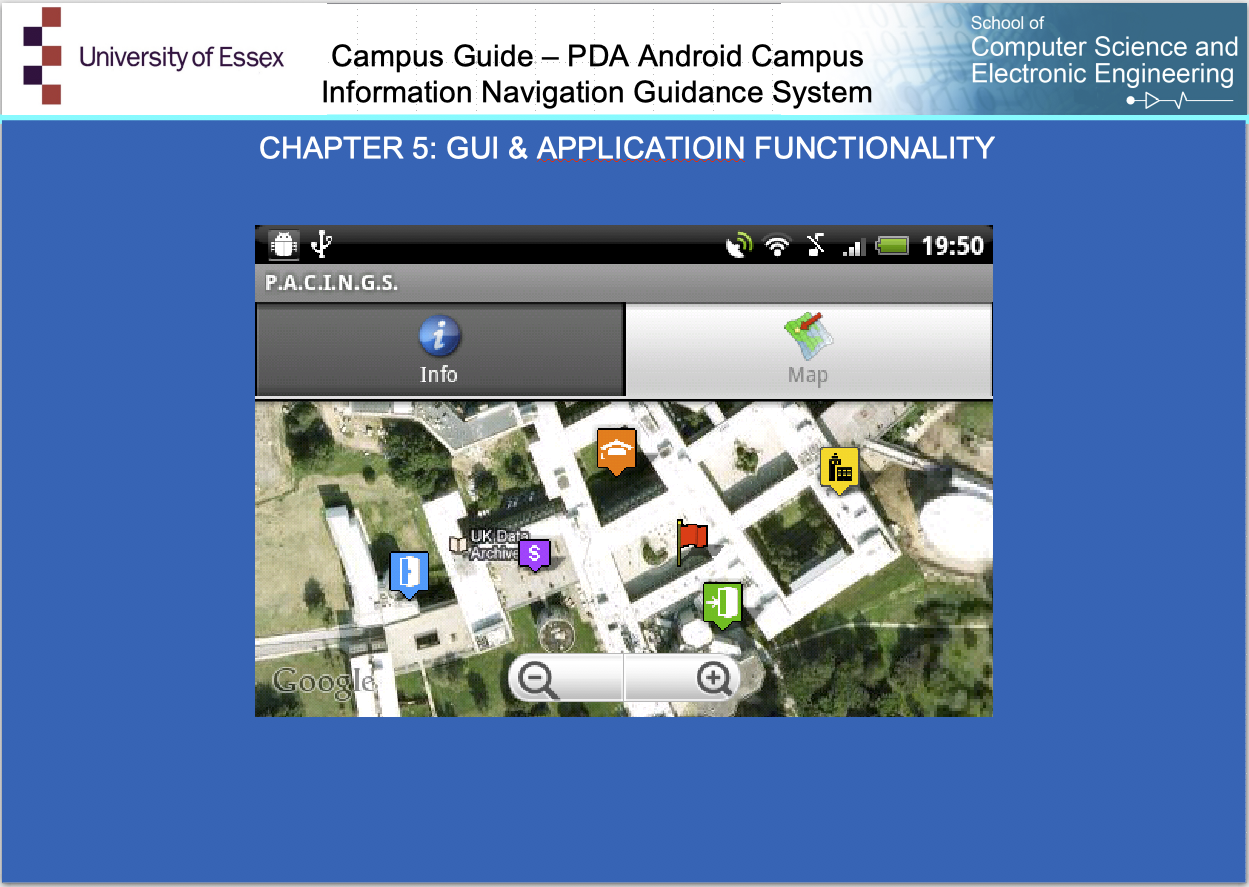 University of Essex
Campus Guide – PDA Android Campus
Information Navigation Guidance System
School of
Computer Science and
Electronic Engineering
CHAPTER 5: GUI & APPLICATIOIN FUNCTIONALITY
19:50
P.A.C.I.N.G.S.
Info
Map
UK Data
Archive
S
Google